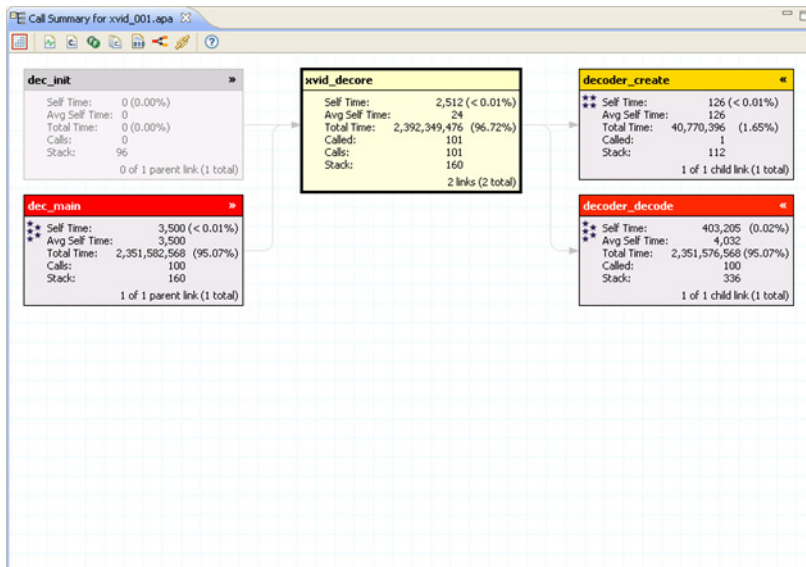 Call Summary for xvid_001.apa
dec_init »
Self Time: 0 (0.00%)
Avg Self Time: 0
Total Time: 0 (0.00%)
Calls: 0
Stack: 96
0 of 1 parent link (1 total)
dec_main »
Self Time: 3,500 (< 0.01%)
Avg Self Time: 3,500
Total Time: 2,351,582,568 (95.07%)
Calls: 100
Stack: 160
1 of 1 parent link (1 total)
xvid_decore
Self Time: 2,512 (< 0.01%)
Avg Self Time: 24
Total Time: 2,392,349,476 (96.72%)
Called: 101
Calls: 101
Stack: 160
2 links (2 total)
decoder_create «
Self Time: 126 (< 0.01%)
Avg Self Time: 126
Total Time: 40,770,396 (1.65%)
Called: 1
Stack: 112
1 of 1 child link (1 total)
decoder_decode «
Self Time: 403,205 (0.02%)
Avg Self Time: 4,032
Total Time: 2,351,576,568 (95.07%)
Called: 100
Stack: 336
1 of 1 child link (1 total)